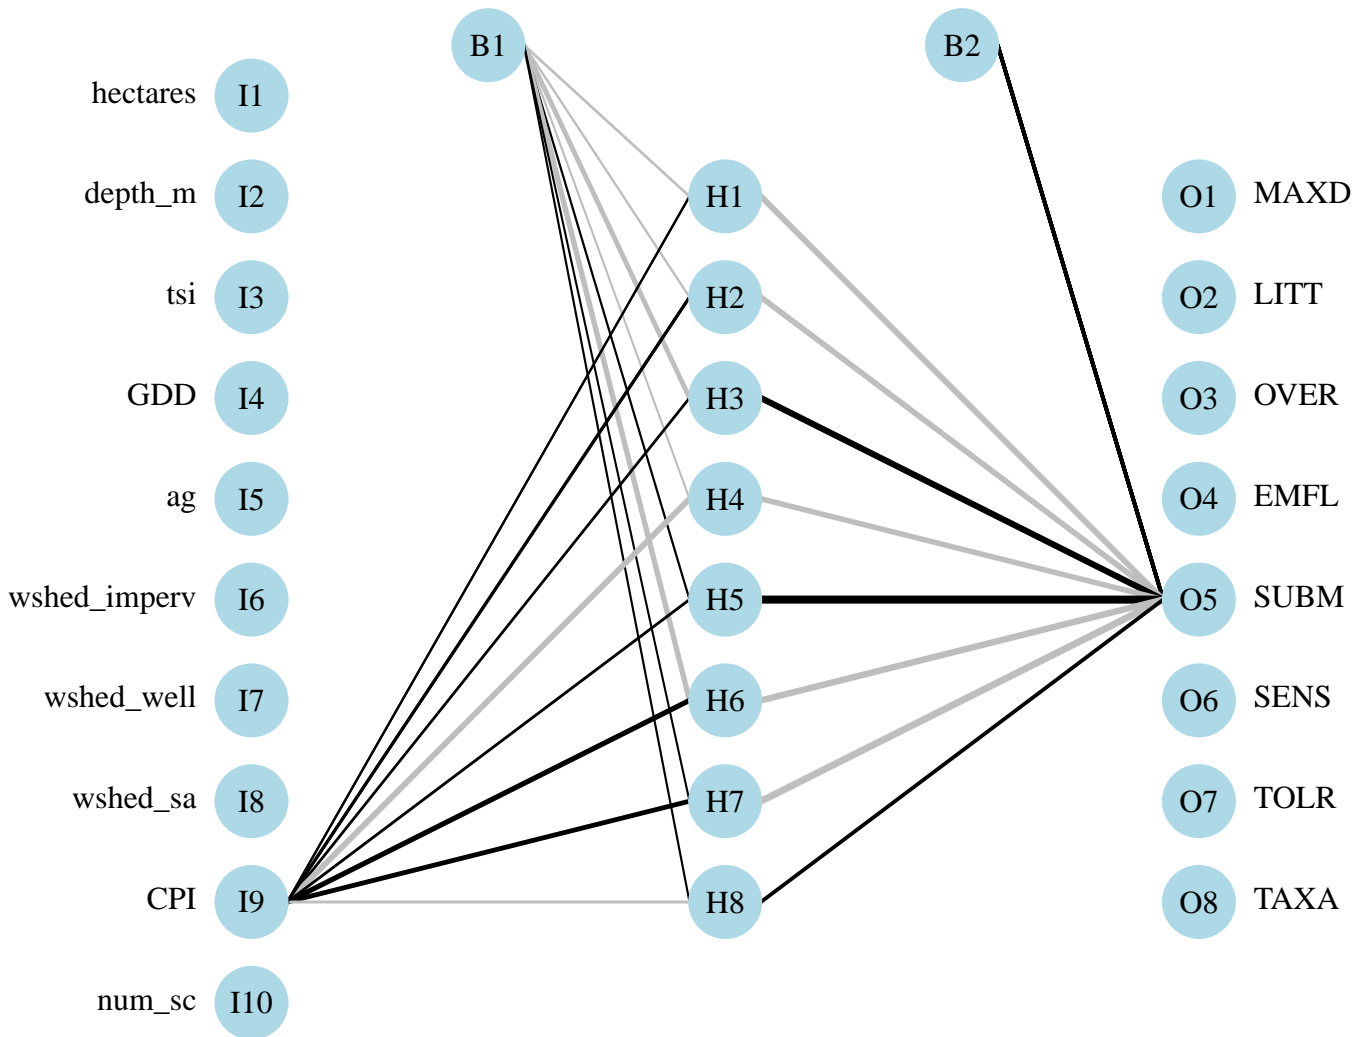 B1 B2
hectares I1
depth_m I2 H1 O1 MAXD
tsi I3 H2 O2 LITT
GDD I4 H3 O3 OVER
ag I5 H4 O4 EMFL
wshed_imperv I6 H5 O5 SUBM
wshed_well I7 H6 O6 SENS
wshed_sa I8 H7 O7 TOLR
CPI I9 H8 O8 TAXA
num_sc I10